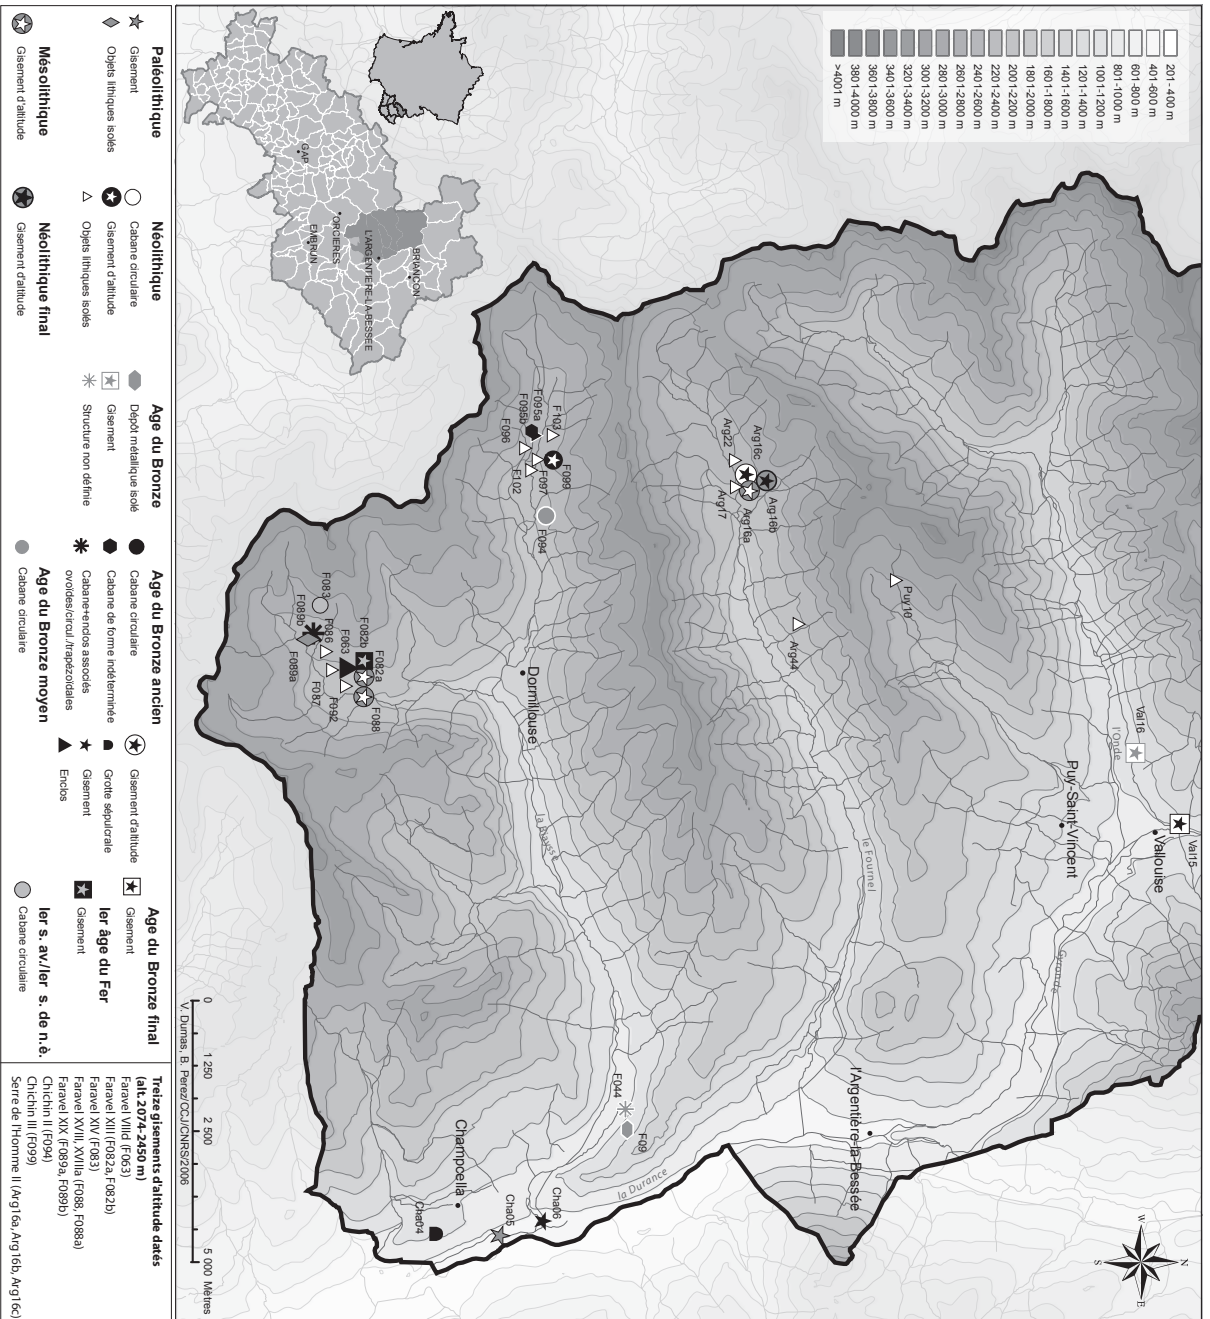 201 - 400 m
401-600 m
601-800 m
801-1000 m
1001-1200 m
1201-1400 m
1401-1600 m
1601-1800 m
1801-2000 m
2001-2200 m
2201-2400 m
2401-2600 m
2601-2800 m
2801-3000 m
3001-3200 m
3201-3400 m
3401-3600 m
3601-3800 m
3801-4000 m
>4001 m
GAP
ORCIERES
EMBRUN
L'ARGENTIERE-LA-BESSEE
BRIANCON
N
W
E
S
Val15
Vallouise
Val16
l'Onde
Puy-Saint-Vincent
Gyronde
Puy10
Arg16c
Arg16b
Arg22
Arg16a
Arg17
Arg44
le Fournel
l'Argentière-la-Bessée
F103
F099
F095a
F095b
F097
F096
F102
F094
Dormillouse
la Biaysse
F044
F09
la Durance
F083
F082b
F082a
F063
F088
F086
F089b
F089a
F087
F092
Champcella
Cha04
Cha05
Cha06
0
1 250
2 500
5 000 Mètres
V. Dumas, B. Perez/CCJ/CNRS/2006
Paléolithique
Gisement
Objets lithiques isolés
Mésolithique
Gisement d'altitude
Néolithique
Cabane circulaire
Gisement d'altitude
Objets lithiques isolés
Néolithique final
Gisement d'altitude
Age du Bronze
Dépôt métallique isolé
Gisement
Structure non définie
Age du Bronze ancien
Cabane circulaire
Cabane de forme indéterminée
Cabane+enclos associés
ovoïdes/circul./trapézoïdales
Age du Bronze moyen
Cabane circulaire
Gisement d'altitude
Grotte sépulcrale
Gisement
Enclos
Age du Bronze final
Gisement
Ier âge du Fer
Gisement
Ier s. av./Ier s. de n.è.
Cabane circulaire
Treize gisements d'altitude datés
(alt. 2074-2450 m)
Faravel VIIId (F063)
Faravel XII (F082a, F082b)
Faravel XIV (F083)
Faravel XVIII, XVIIIa (F088, F088a)
Faravel XIX (F089a, F089b)
Chichin II (F094)
Chichin III (F099)
Serre de l'Homme II (Arg16a, Arg16b, Arg16c)